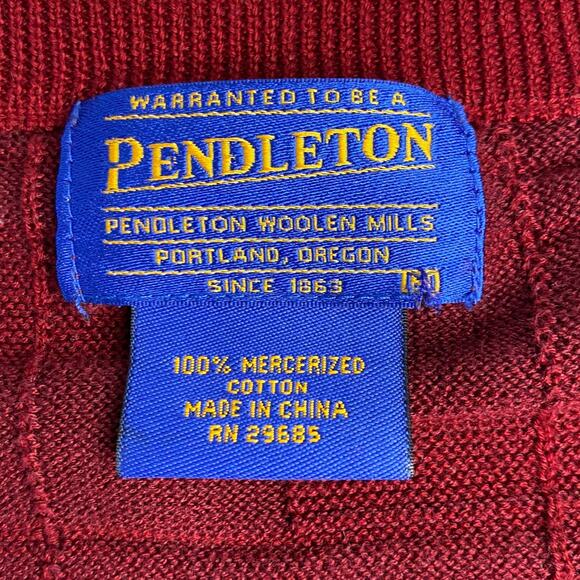 WARRANTED TO BE A
PENDLETON
PENDLETON WOOLEN MILLS
PORTLAND, OREGON
SINCE 1863
100% MERCERIZED
COTTON
MADE IN CHINA
RN 29685